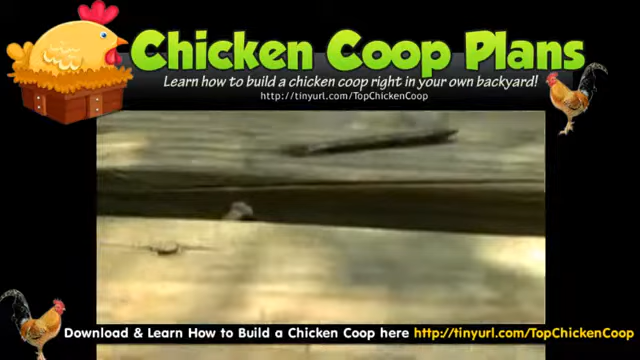 Chicken Coop Plans
Learn how to build a chicken coop right in your own backyard!
http://tinyurl.com/TopChickenCoop
Download & Learn How to Build a Chicken Coop here http://tinyurl.com/TopChickenCoop